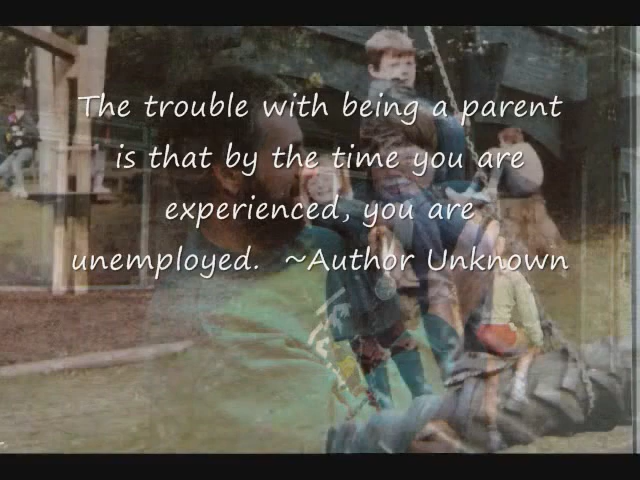 The trouble with being a parent
is that by the time you are
experienced, you are
unemployed.  ~Author Unknown